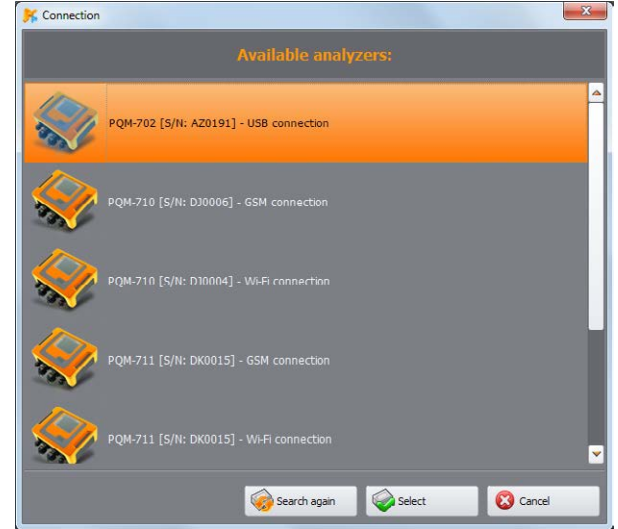 Connection
Available analyzers:
PQM-702 [S/N: AZ0191] - USB connection
PQM-710 [S/N: DJ0006] - GSM connection
PQM-710 [S/N: DJ0004] - Wi-Fi connection
PQM-711 [S/N: DK0015] - GSM connection
PQM-711 [S/N: DK0015] - Wi-Fi connection
Search again
Select
Cancel